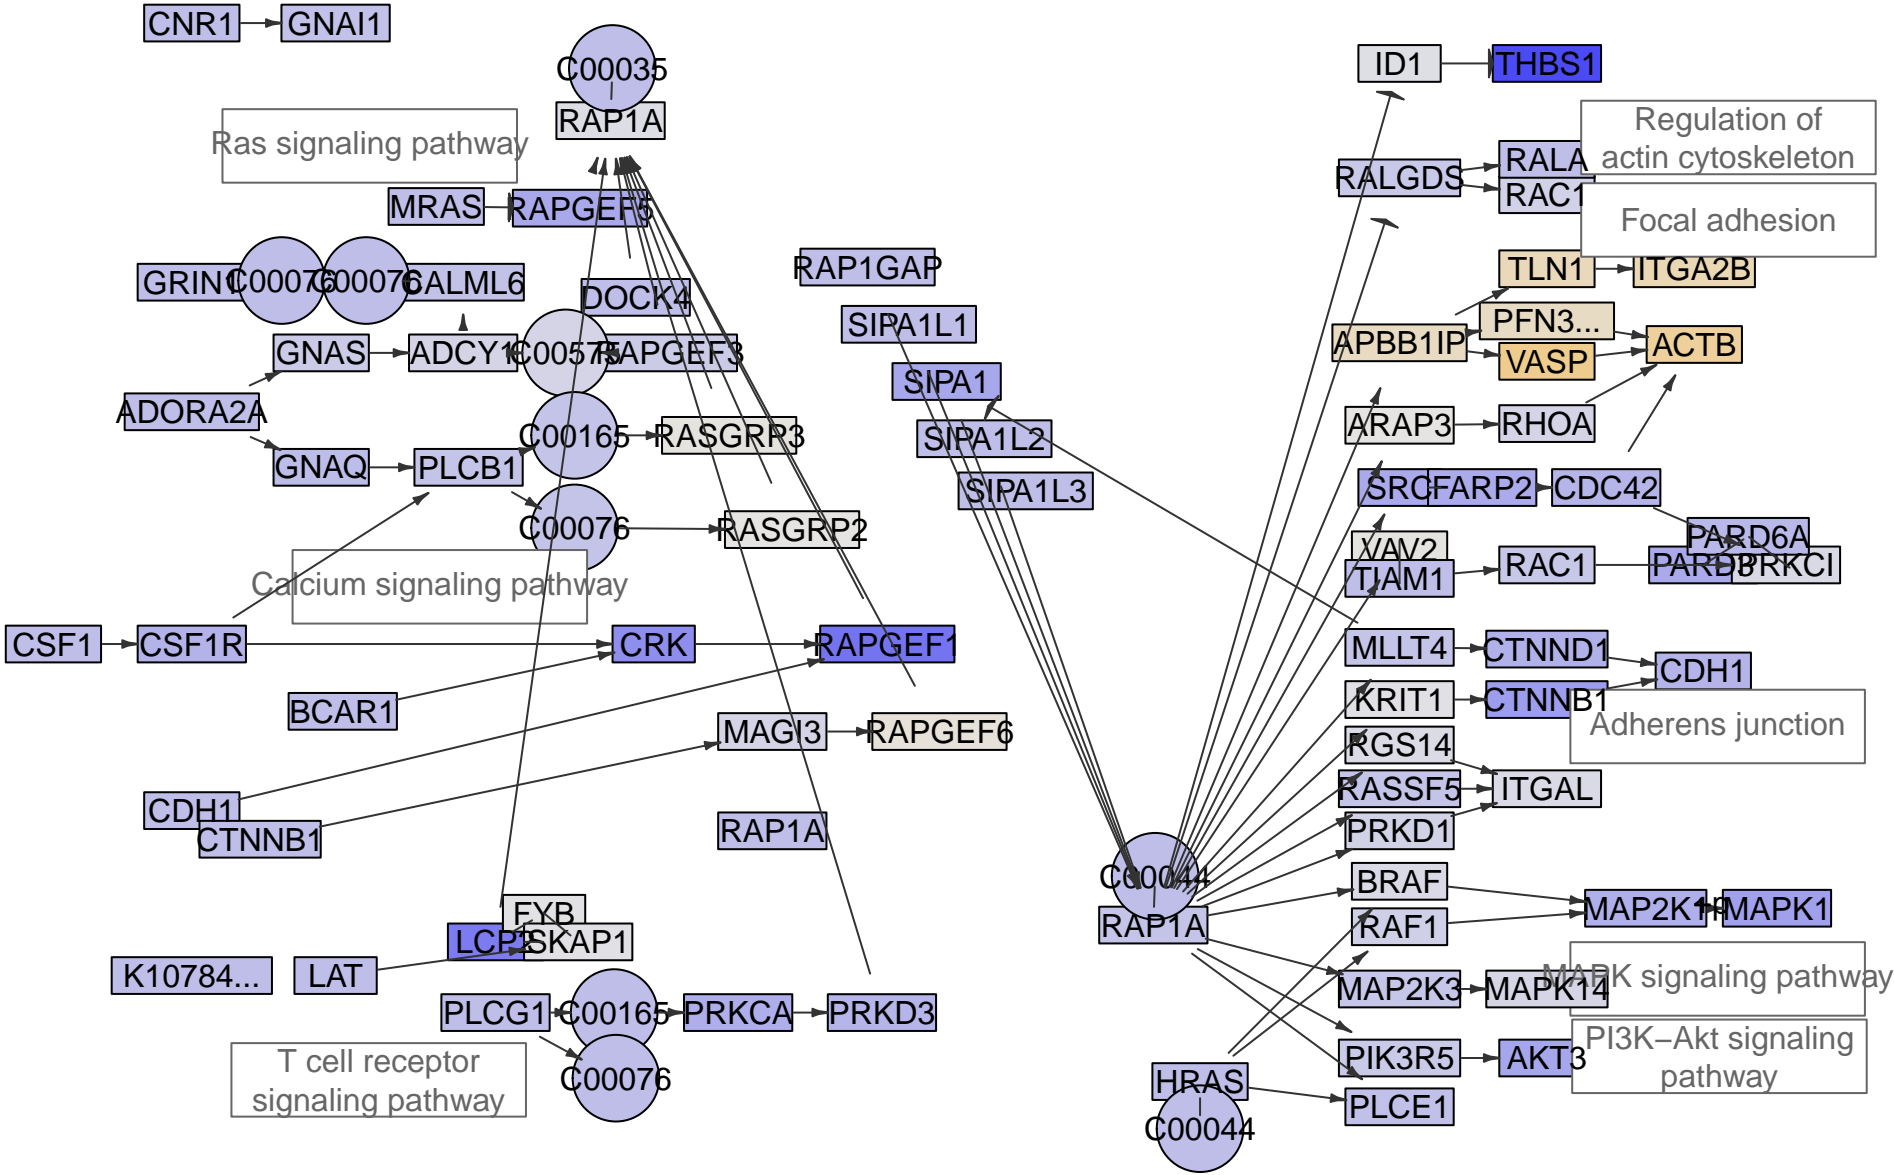 CNR1
GNAI1
C00035
RAP1A
Ras signaling pathway
MRAS
RAPGEF5
GRIN1
C00076
C00076
CALML6
DOCK4
GNAS
ADCY1
C00575
RAPGEF3
ADORA2A
C00165
RASGRP3
GNAQ
PLCB1
C00076
RASGRP2
Calcium signaling pathway
CSF1
CSF1R
CRK
RAPGEF1
BCAR1
MAGI3
RAPGEF6
CDH1
CTNNB1
RAP1A
FYB
LCP2
SKAP1
K10784...
LAT
PLCG1
C00165
PRKCA
PRKD3
C00076
T cell receptor
signaling pathway
RAP1GAP
SIPA1L1
SIPA1
SIPA1L2
SIPA1L3
C00044
RAP1A
HRAS
C00044
ID1
THBS1
Regulation of
actin cytoskeleton
RALGDS
RALA
RAC1
Focal adhesion
TLN1
ITGA2B
APBB1IP
PFN3...
VASP
ACTB
ARAP3
RHOA
SRC
FARP2
CDC42
VAV2
TIAM1
RAC1
PARD6A
PARD3
PRKCI
MLLT4
CTNND1
CDH1
KRIT1
CTNNB1
Adherens junction
RGS14
RASSF5
ITGAL
PRKD1
BRAF
RAF1
MAP2K1
+p
MAPK1
MAP2K3
MAPK14
MAPK signaling pathway
PIK3R5
AKT3
PI3K−Akt signaling
pathway
PLCE1